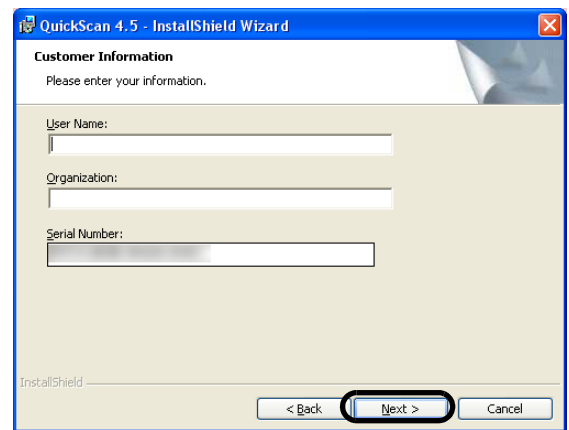 QuickScan 4.5 - InstallShield Wizard
Customer Information
Please enter your information.
User Name:
Organization:
Serial Number:
InstallShield
< Back Next > Cancel